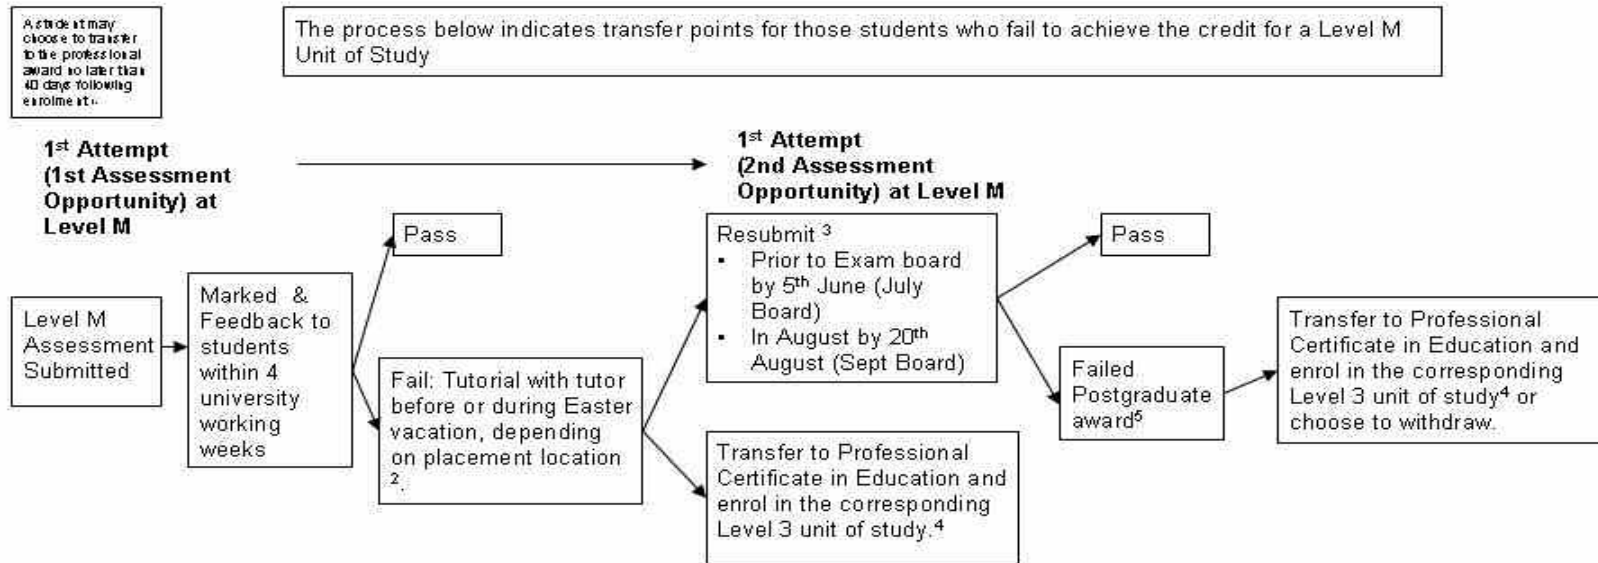 A student may
choose to transfer
to the professional
award no later than
40 days following
enrolment
The process below indicates transfer points for those students who fail to achieve the credit for a Level M
Unit of Study
1st Attempt
(1st Assessment
Opportunity) at
Level M
1st Attempt
(2nd Assessment
Opportunity) at Level M
Level M
Assessment
Submitted
Marked & 
Feedback to
students
within 4
university
working
weeks
Pass
Fail: Tutorial with tutor
before or during Easter
vacation, depending
on placement location
2.
Resubmit 3
▪ Prior to Exam board
by 5th June (July
Board)
▪ In August by 20th
August (Sept Board)
Transfer to Professional
Certificate in Education and
enrol in the corresponding
Level 3 unit of study.4
Pass
Failed
Postgraduate
award5
Transfer to Professional
Certificate in Education and
enrol in the corresponding
Level 3 unit of study4 or
choose to withdraw.